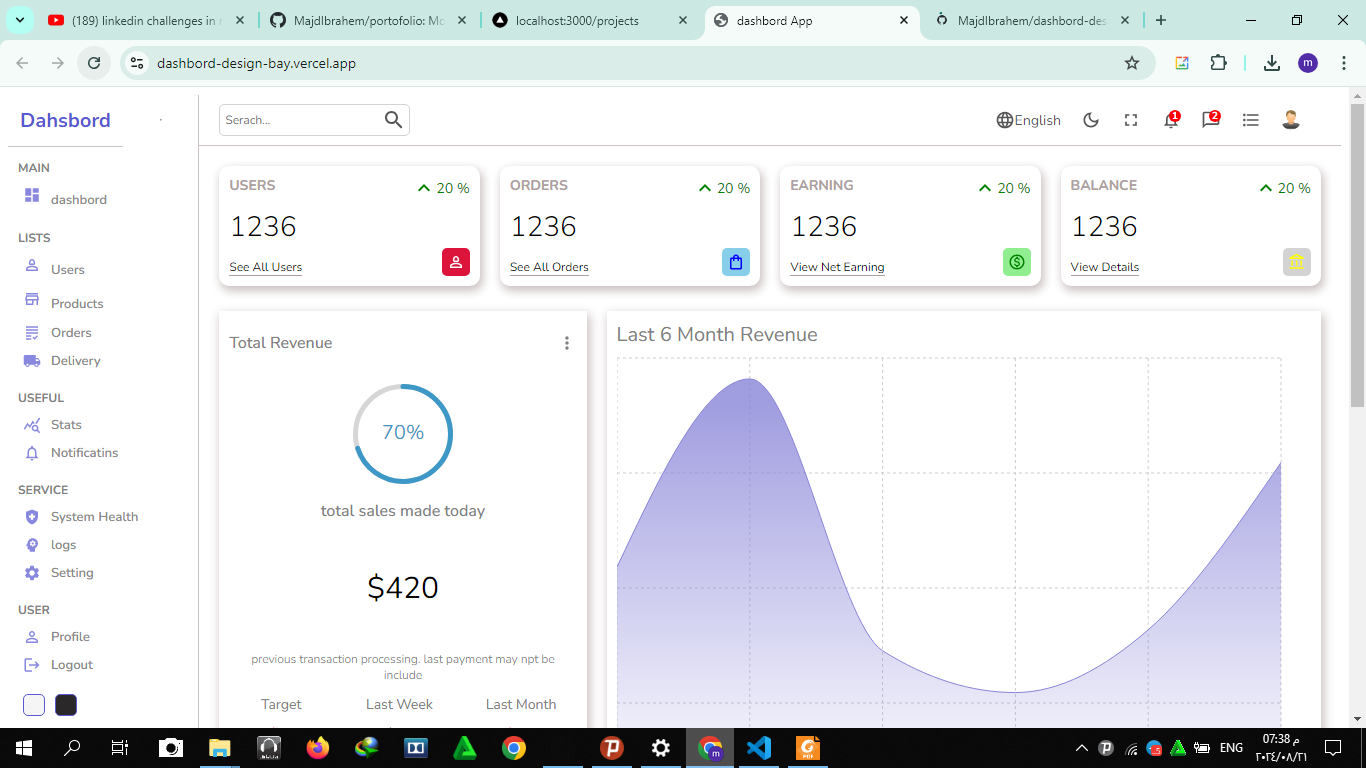 (189) linkedin challenges in r
MajdIbrahem/portofolio: Mo
localhost:3000/projects
dashbord App
MajdIbrahem/dashbord-des
dashbord-design-bay.vercel.app
m
Dahsbord
Serach...
English
1
2
MAIN
dashbord
LISTS
Users
Products
Orders
Delivery
USEFUL
Stats
Notificatins
SERVICE
System Health
logs
Setting
USER
Profile
Logout
USERS
20 %
1236
See All Users
ORDERS
20 %
1236
See All Orders
EARNING
20 %
1236
View Net Earning
BALANCE
20 %
1236
View Details
Total Revenue
70%
total sales made today
$420
previous transaction processing. last payment may npt be
include
Target
Last Week
Last Month
Last 6 Month Revenue
ENG
07:38 م
٢٠٢٤/٠٨/٢١